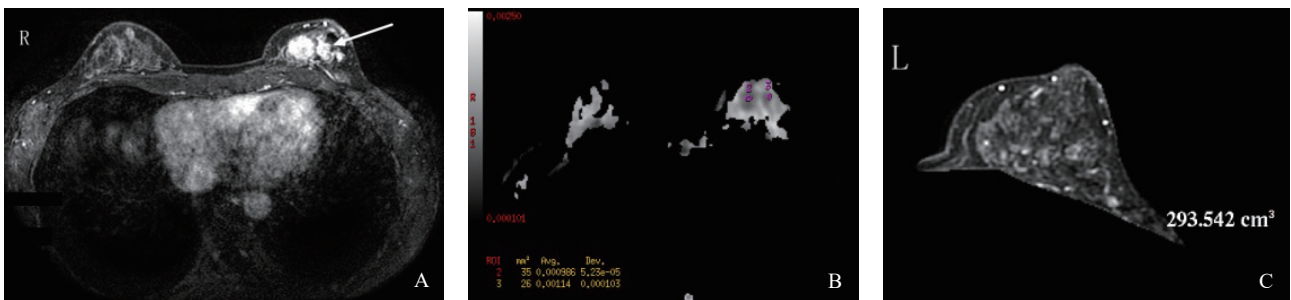 R
A
0,00250
R
1
8
1
0,000101
ROI mm² Avg. Dev.
2 35 0,000986 5.23e-05
3 26 0,00114 0,000103
B
L
293.542 cm³
C